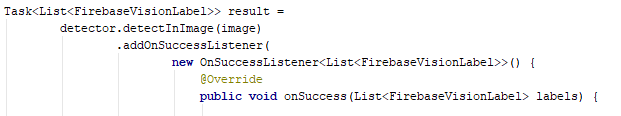 Task<List<FirebaseVisionLabel>> result =
detector.detectInImage(image)
.addOnSuccessListener(
new OnSuccessListener<List<FirebaseVisionLabel>>() {
@Override
public void onSuccess(List<FirebaseVisionLabel> labels) {